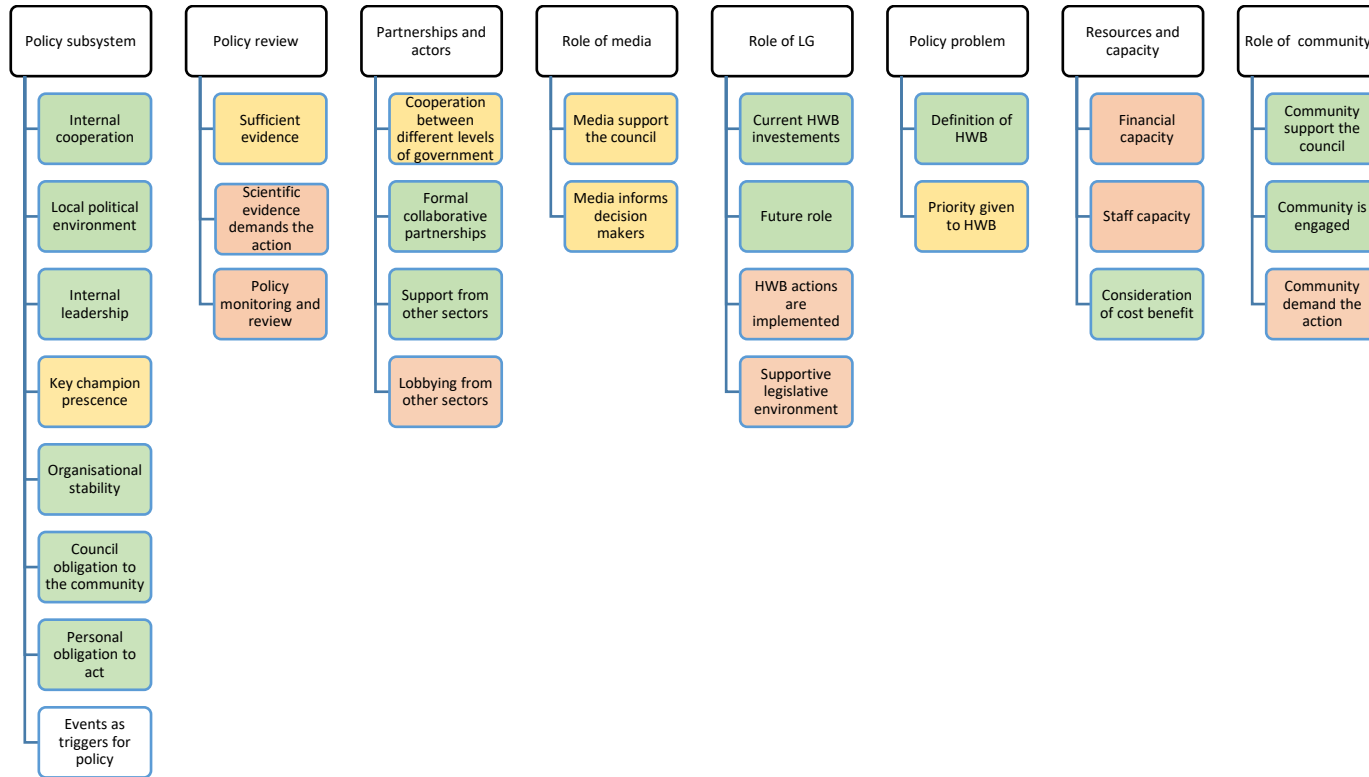 Policy subsystem
Internal
cooperation
Local political
environment
Internal
leadership
Key champion
prescence
Organisational
stability
Council
obligation to
the community
Personal
obligation to
act
Events as
triggers for
policy
Policy review
Sufficient
evidence
Scientific
evidence
demands the
action
Policy
monitoring and
review
Partnerships and
actors
Cooperation
between
different levels
of government
Formal
collaborative
partnerships
Support from
other sectors
Lobbying from
other sectors
Role of media
Media support
the council
Media informs
decision
makers
Role of LG
Current HWB
investements
Future role
HWB actions
are
implemented
Supportive
legislative
environment
Policy problem
Definition of
HWB
Priority given
to HWB
Resources and
capacity
Financial
capacity
Staff capacity
Consideration
of cost benefit
Role of community
Community
support the
council
Community is
engaged
Community
demand the
action